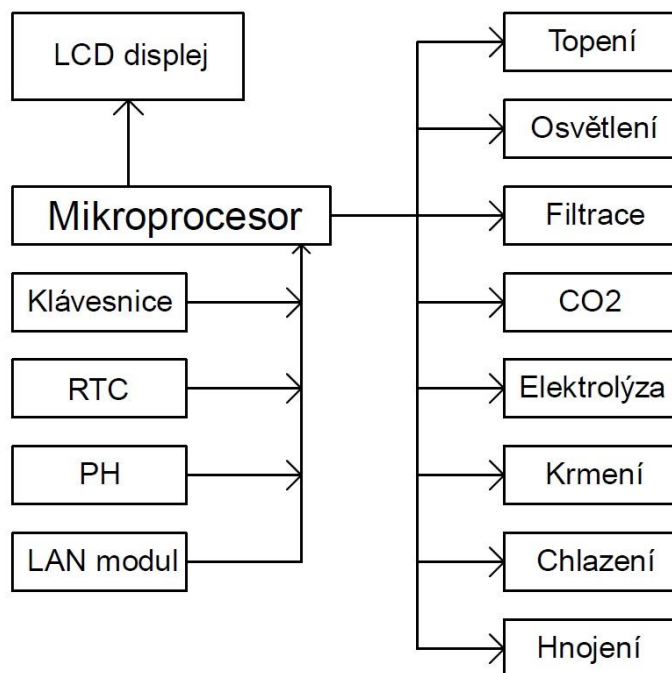 LCD displej
Mikroprocesor
Klávesnice
RTC
PH
LAN modul
Topení
Osvětlení
Filtrace
CO2
Elektrolýza
Krmení
Chlazení
Hnojení